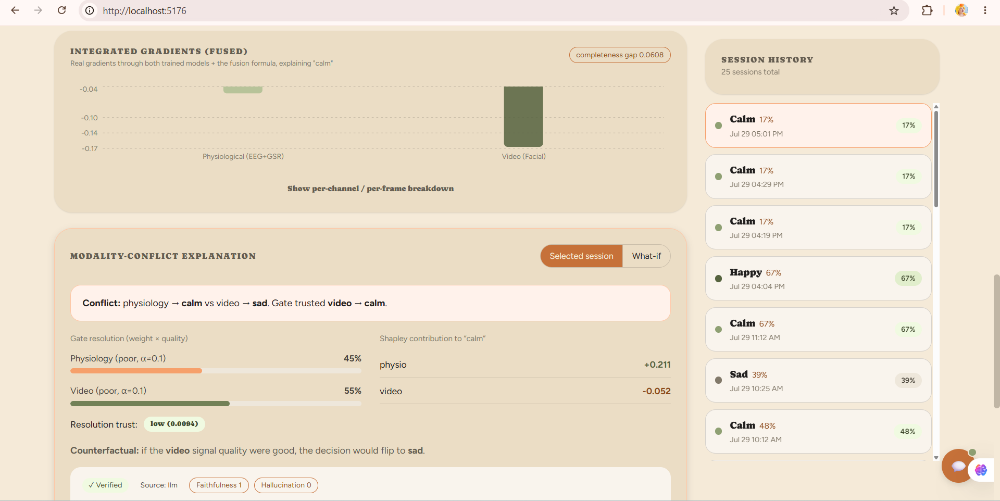 http://localhost:5176
INTEGRATED GRADIENTS (FUSED)
Real gradients through both trained models + the fusion formula, explaining "calm"
completeness gap 0.0608
-0.04
-0.10
-0.14
-0.17
Physiological (EEG+GSR)
Video (Facial)
Show per-channel / per-frame breakdown
MODALITY-CONFLICT EXPLANATION
Selected session
What-if
Conflict: physiology → calm vs video → sad. Gate trusted video → calm.
Gate resolution (weight × quality)
Physiology (poor, α=0.1)
45%
Video (poor, α=0.1)
55%
Shapley contribution to “calm”
physio
+0.211
video
-0.052
Resolution trust:
low (0.0094)
Counterfactual: if the video signal quality were good, the decision would flip to sad.
✓ Verified
Source: llm
Faithfulness 1
Hallucination 0
SESSION HISTORY
25 sessions total
Calm 17%
Jul 29 05:01 PM
17%
Calm 17%
Jul 29 04:29 PM
17%
Calm 17%
Jul 29 04:19 PM
17%
Happy 67%
Jul 29 04:04 PM
67%
Calm 67%
Jul 29 11:12 AM
67%
Sad 39%
Jul 29 10:25 AM
39%
Calm 48%
Jul 29 10:12 AM
48%